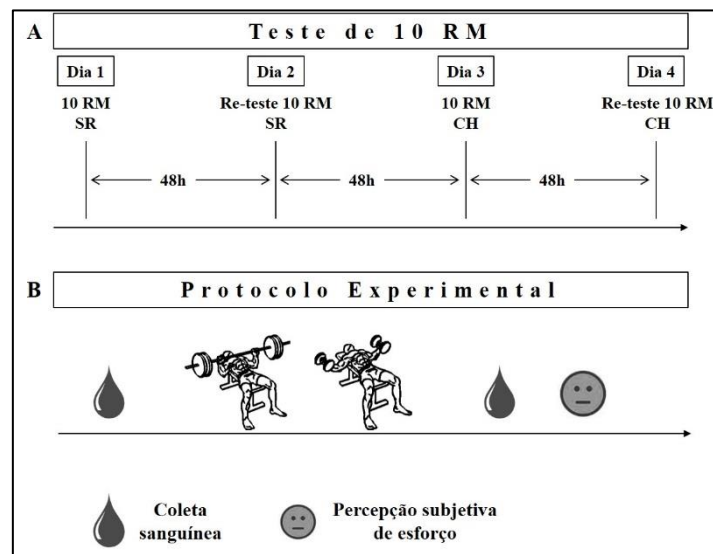 A
Teste de 10 RM
Dia 1
Dia 2
Dia 3
Dia 4
10 RM
SR
Re-teste 10 RM
SR
10 RM
CH
Re-teste 10 RM
CH
48h
48h
48h
B
Protocolo Experimental
Coleta
sanguínea
Percepção subjetiva
de esforço